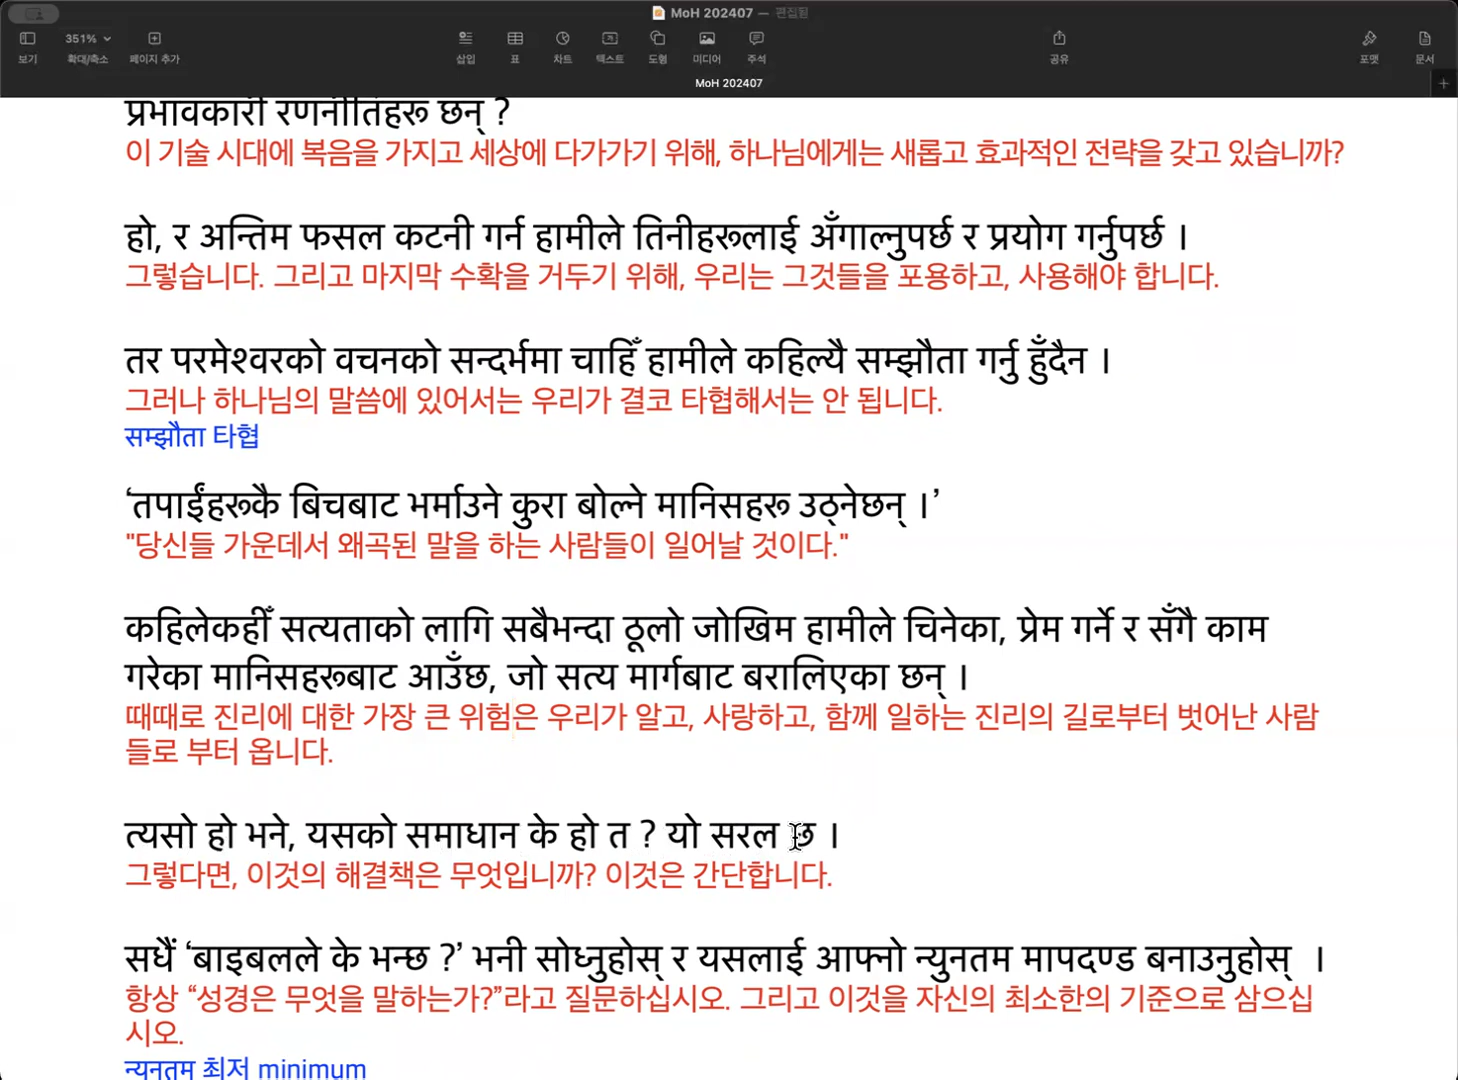 MoH 202407 — 편집됨
351%
보기
확대/축소
페이지 추가
삽입
표
차트
텍스트
도형
미디어
주석
공유
포맷
문서
MoH 202407
प्रभावकारी रणनीतिहरू छन् ?
이 기술 시대에 복음을 가지고 세상에 다가가기 위해, 하나님에게는 새롭고 효과적인 전략을 갖고 있습니까?
हो, र अन्तिम फसल कटनी गर्न हामीले तिनीहरूलाई अँगाल्नुपर्छ र प्रयोग गर्नुपर्छ ।
그렇습니다. 그리고 마지막 수확을 거두기 위해, 우리는 그것들을 포용하고, 사용해야 합니다.
तर परमेश्वरको वचनको सन्दर्भमा चाहिँ हामीले कहिल्यै सम्झौता गर्नु हुँदैन ।
그러나 하나님의 말씀에 있어서는 우리가 결코 타협해서는 안 됩니다.
सम्झौता 타협
‘तपाईंहरूकै बिचबाट भर्माउने कुरा बोल्ने मानिसहरू उठ्नेछन् ।’
"당신들 가운데서 왜곡된 말을 하는 사람들이 일어날 것이다."
कहिलेकहीँ सत्यताको लागि सबैभन्दा ठूलो जोखिम हामीले चिनेका, प्रेम गर्ने र सँगै काम
गरेका मानिसहरूबाट आउँछ, जो सत्य मार्गबाट बरालिएका छन् ।
때때로 진리에 대한 가장 큰 위험은 우리가 알고, 사랑하고, 함께 일하는 진리의 길로부터 벗어난 사람
들로 부터 옵니다.
त्यसो हो भने, यसको समाधान के हो त ? यो सरल छ ।
그렇다면, 이것의 해결책은 무엇입니까? 이것은 간단합니다.
सधैं ‘बाइबलले के भन्छ ?’ भनी सोध्नुहोस् र यसलाई आफ्नो न्युनतम मापदण्ड बनाउनुहोस् ।
항상 “성경은 무엇을 말하는가?”라고 질문하십시오. 그리고 이것을 자신의 최소한의 기준으로 삼으십
시오.
न्युनतम 최저 minimum